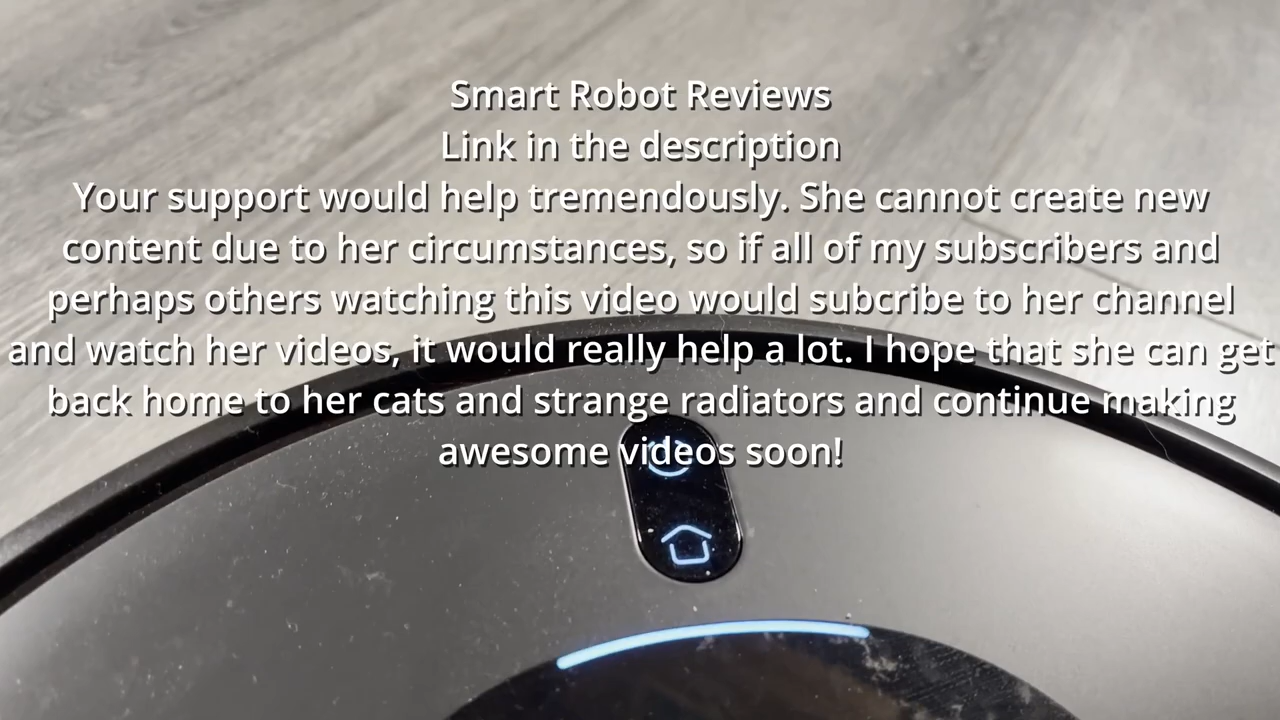 Smart Robot Reviews
Link in the description
Your support would help tremendously. She cannot create new
content due to her circumstances, so if all of my subscribers and
perhaps others watching this video would subcribe to her channel
and watch her videos, it would really help a lot. I hope that she can get
back home to her cats and strange radiators and continue making
awesome videos soon!